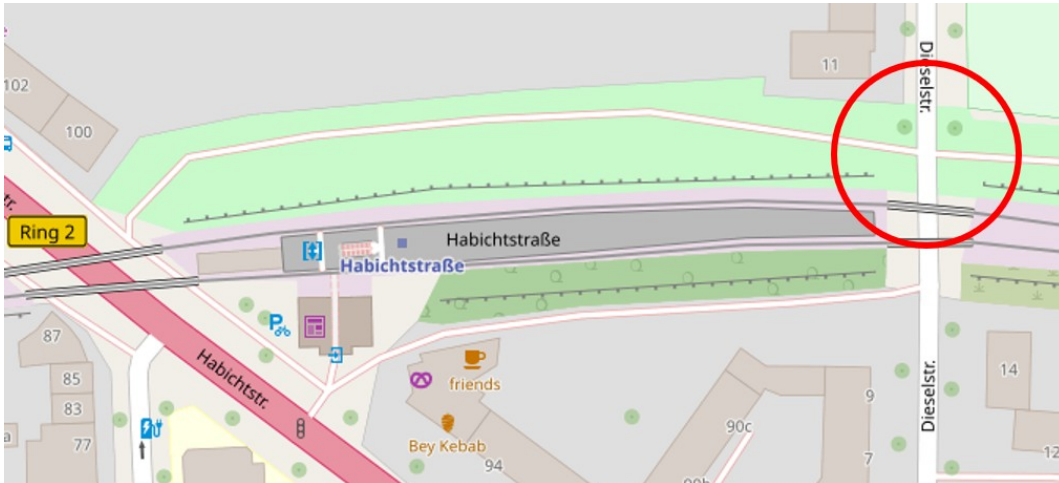 102
100
11
Dieselstr.
tr.
Ring 2
Habichtstraße
Habichtstraße
87
85
83
77
Habichtstr.
friends
Bey Kebab
94
90c
9
7
14
12
Dieselstr.